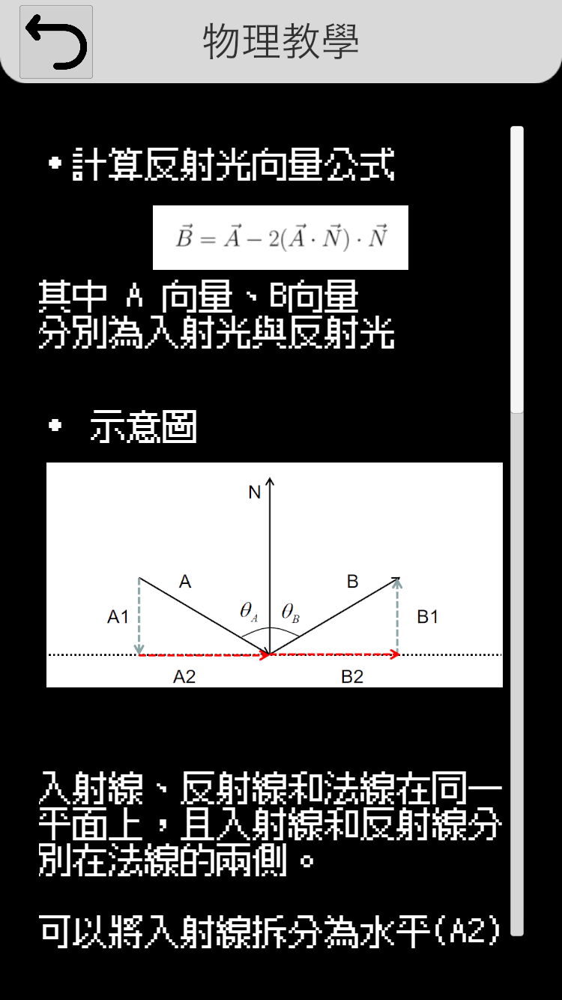 物理教學
• 計算反射光向量公式
$\vec{B} = \vec{A} - 2(\vec{A} \cdot \vec{N}) \cdot \vec{N}$
其中 A 向量、B向量
分別為入射光與反射光
• 示意圖
N
A
B
A1
θA
θB
B1
A2
B2
入射線、反射線和法線在同一
平面上，且入射線和反射線分
別在法線的兩側。
可以將入射線拆分為水平(A2)